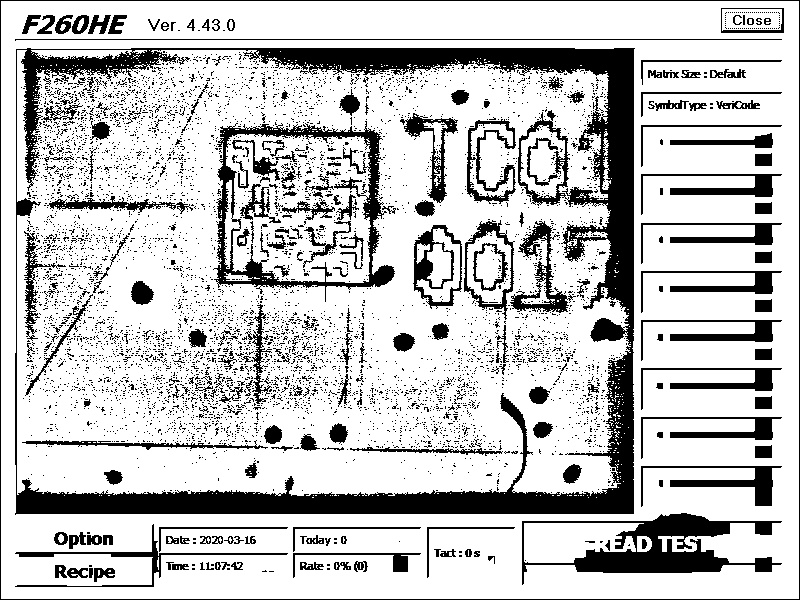 F260HE Ver. 4.43.0 Close
Matrix Size : Default
SymbolType : VeriCode
100
001
Option
Recipe
Date : 2020-03-16
Time : 11:07:42
Today : 0
Rate : 0% (0)
Tact : 0 s
READ TEST